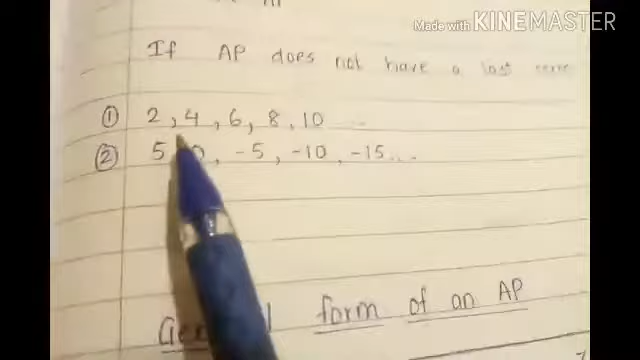 Made with KINEMASTER
If AP does not have a last
① 2, 4, 6, 8, 10 ...
② 5, 0, -5, -10, -15...
form of an AP